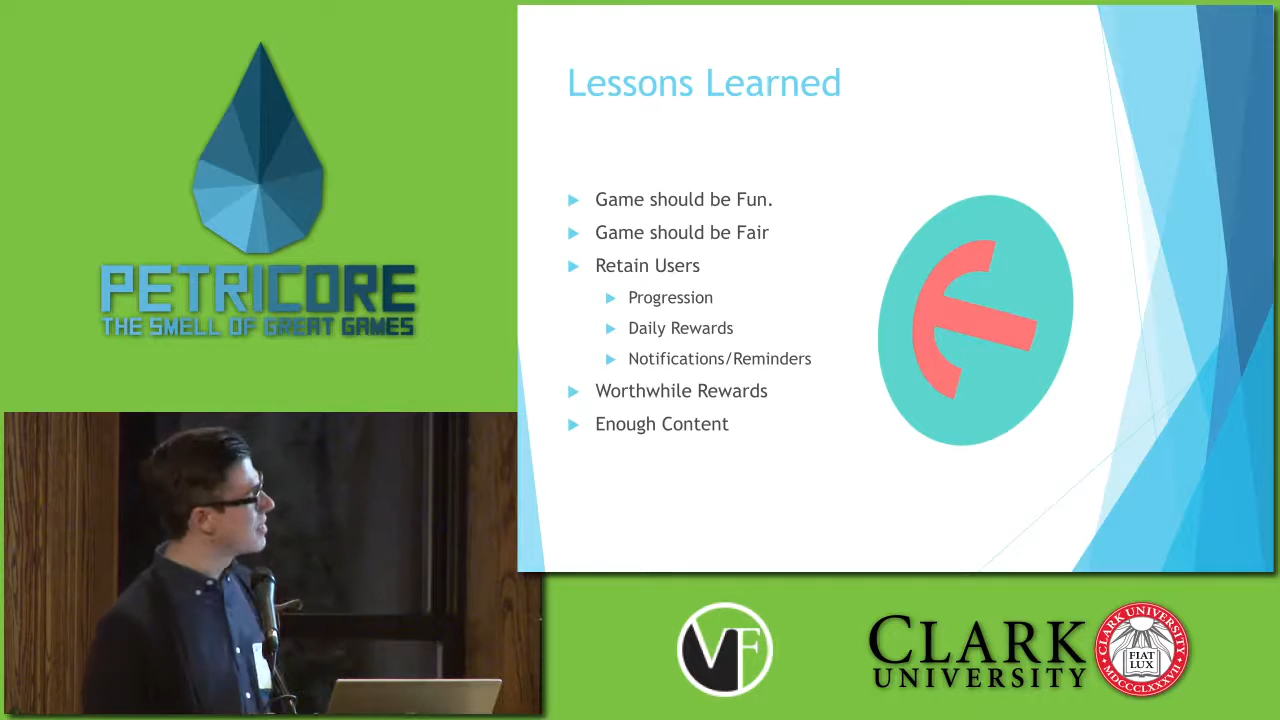 PETRICORE
THE SMELL OF GREAT GAMES
Lessons Learned
Game should be Fun.
Game should be Fair
Retain Users
Progression
Daily Rewards
Notifications/Reminders
Worthwhile Rewards
Enough Content
VF
CLARK
UNIVERSITY
CLARK UNIVERSITY
FIAT
LUX
MDCCCLXXXVII